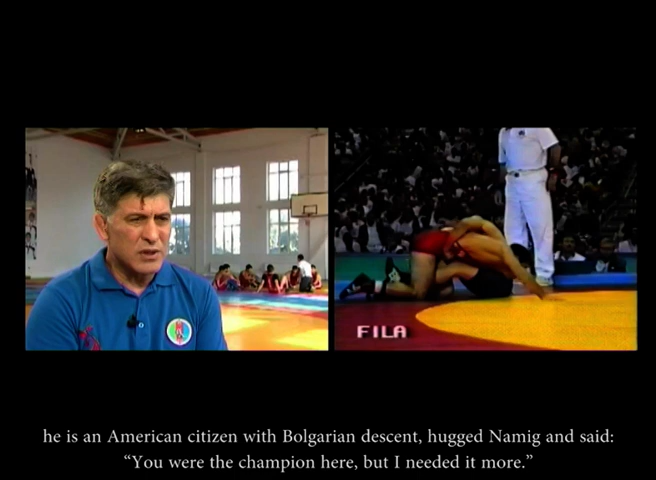 FILA
he is an American citizen with Bolgarian descent, hugged Namig and said:
“You were the champion here, but I needed it more.”